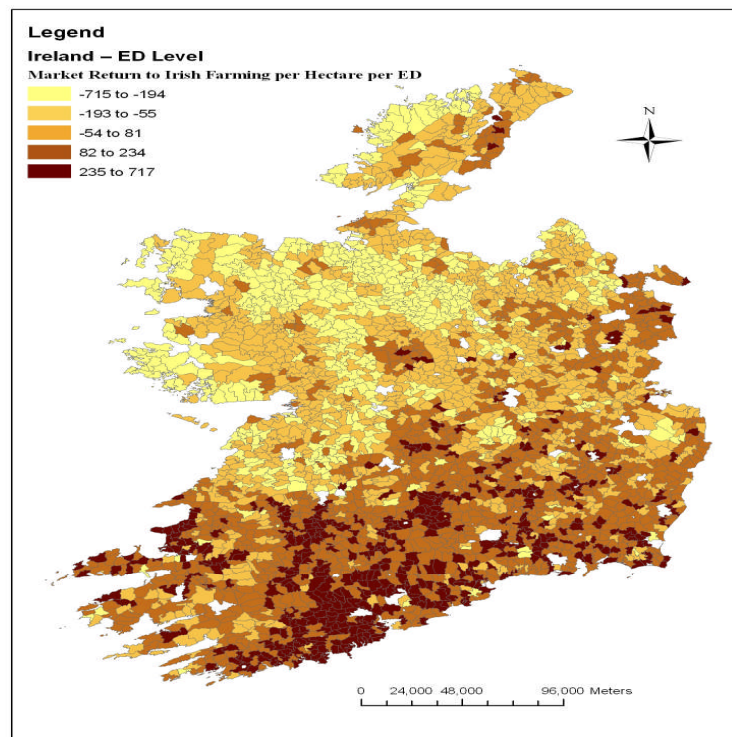 Legend
Ireland – ED Level
Market Return to Irish Farming per Hectare per ED
-715 to -194
-193 to -55
-54 to 81
82 to 234
235 to 717
N
0 24,000 48,000 96,000 Meters